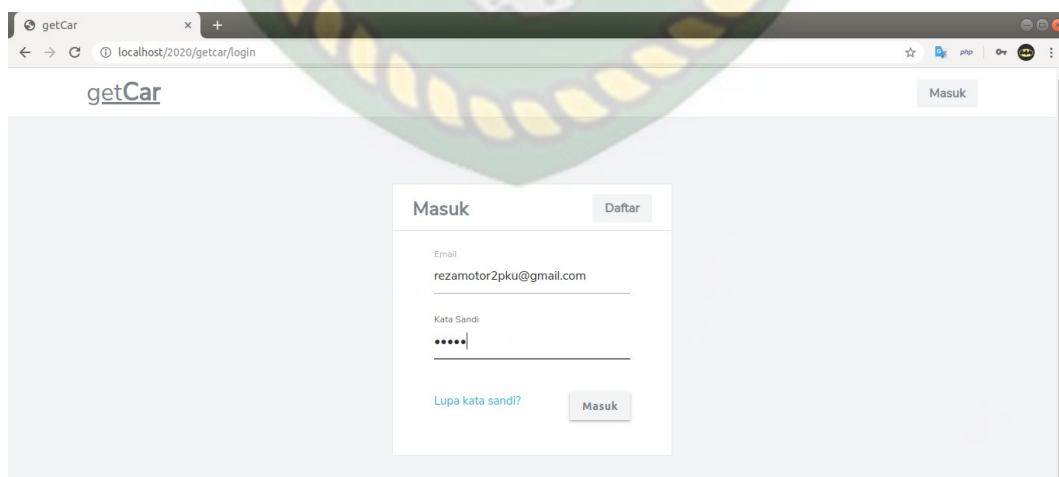 getCar
localhost/2020/getcar/login
php
getCar
Masuk
Masuk
Daftar
Email
rezamotor2pku@gmail.com
Kata Sandi
•••••
Lupa kata sandi?
Masuk